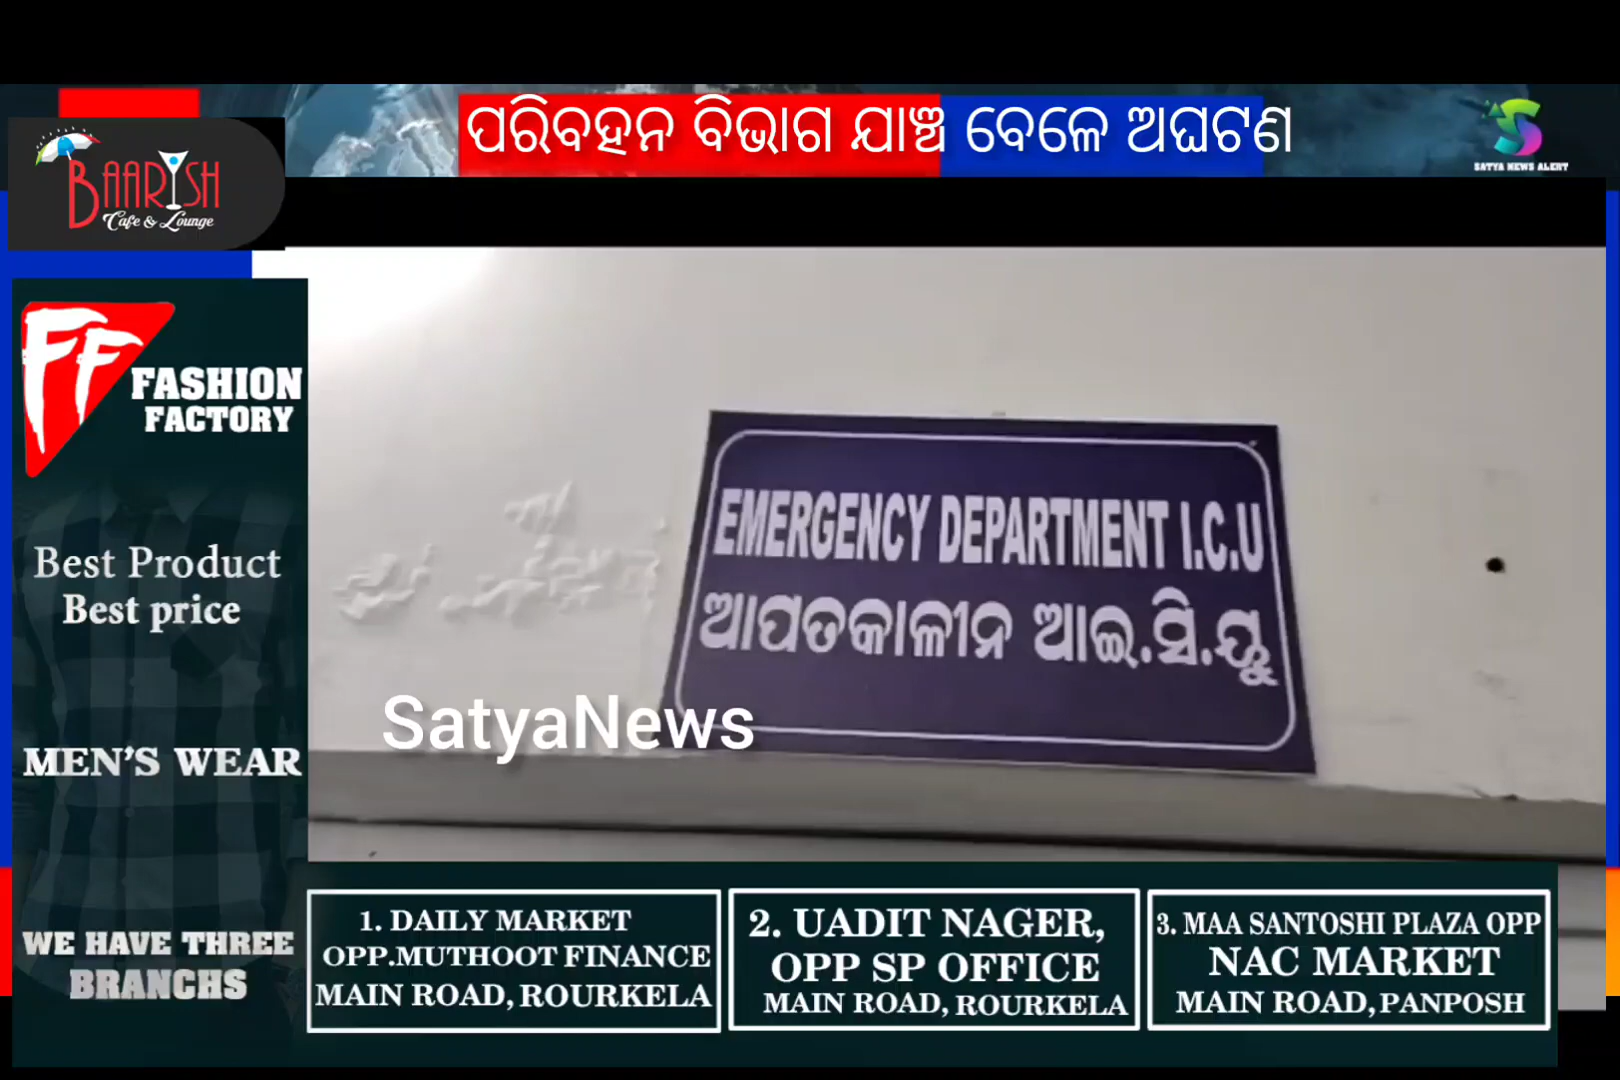 ପରିବହନ ବିଭାଗ ଯାଞ୍ଚ ବେଳେ ଅଘଟଣ
SATYA NEWS ALERT
BAARISH
Cafe & Lounge
FF
FASHION
FACTORY
Best Product
Best price
MEN'S WEAR
WE HAVE THREE
BRANCHS
EMERGENCY DEPARTMENT I.C.U
ଆପତକାଳୀନ ଆଇ.ସି.ୟୁ
SatyaNews
1. DAILY MARKET
OPP.MUTHOOT FINANCE
MAIN ROAD, ROURKELA
2. UADIT NAGER,
OPP SP OFFICE
MAIN ROAD, ROURKELA
3. MAA SANTOSHI PLAZA OPP
NAC MARKET
MAIN ROAD, PANPOSH